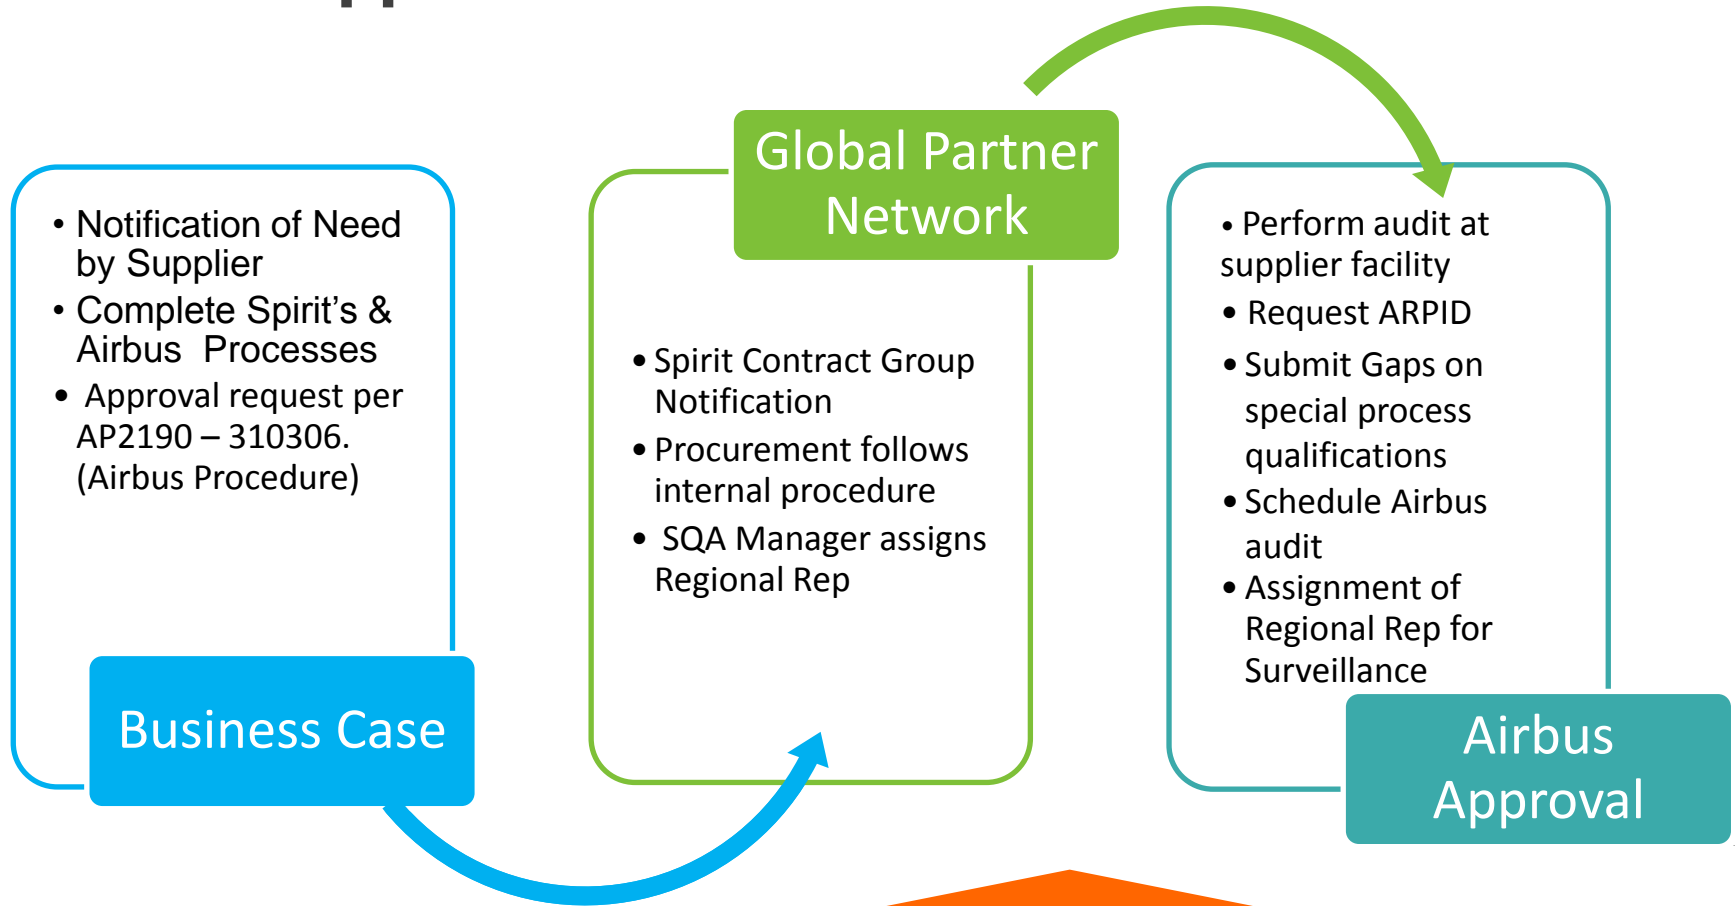 • Notification of Need
by Supplier
• Complete Spirit’s &
Airbus  Processes
• Approval request per
AP2190 – 310306.
(Airbus Procedure)
Business Case
Global Partner
Network
• Spirit Contract Group
Notification
• Procurement follows
internal procedure
• SQA Manager assigns
Regional Rep
• Perform audit at
supplier facility
• Request ARPID
• Submit Gaps on
special process
qualifications
• Schedule Airbus
audit
• Assignment of
Regional Rep for
Surveillance
Airbus
Approval